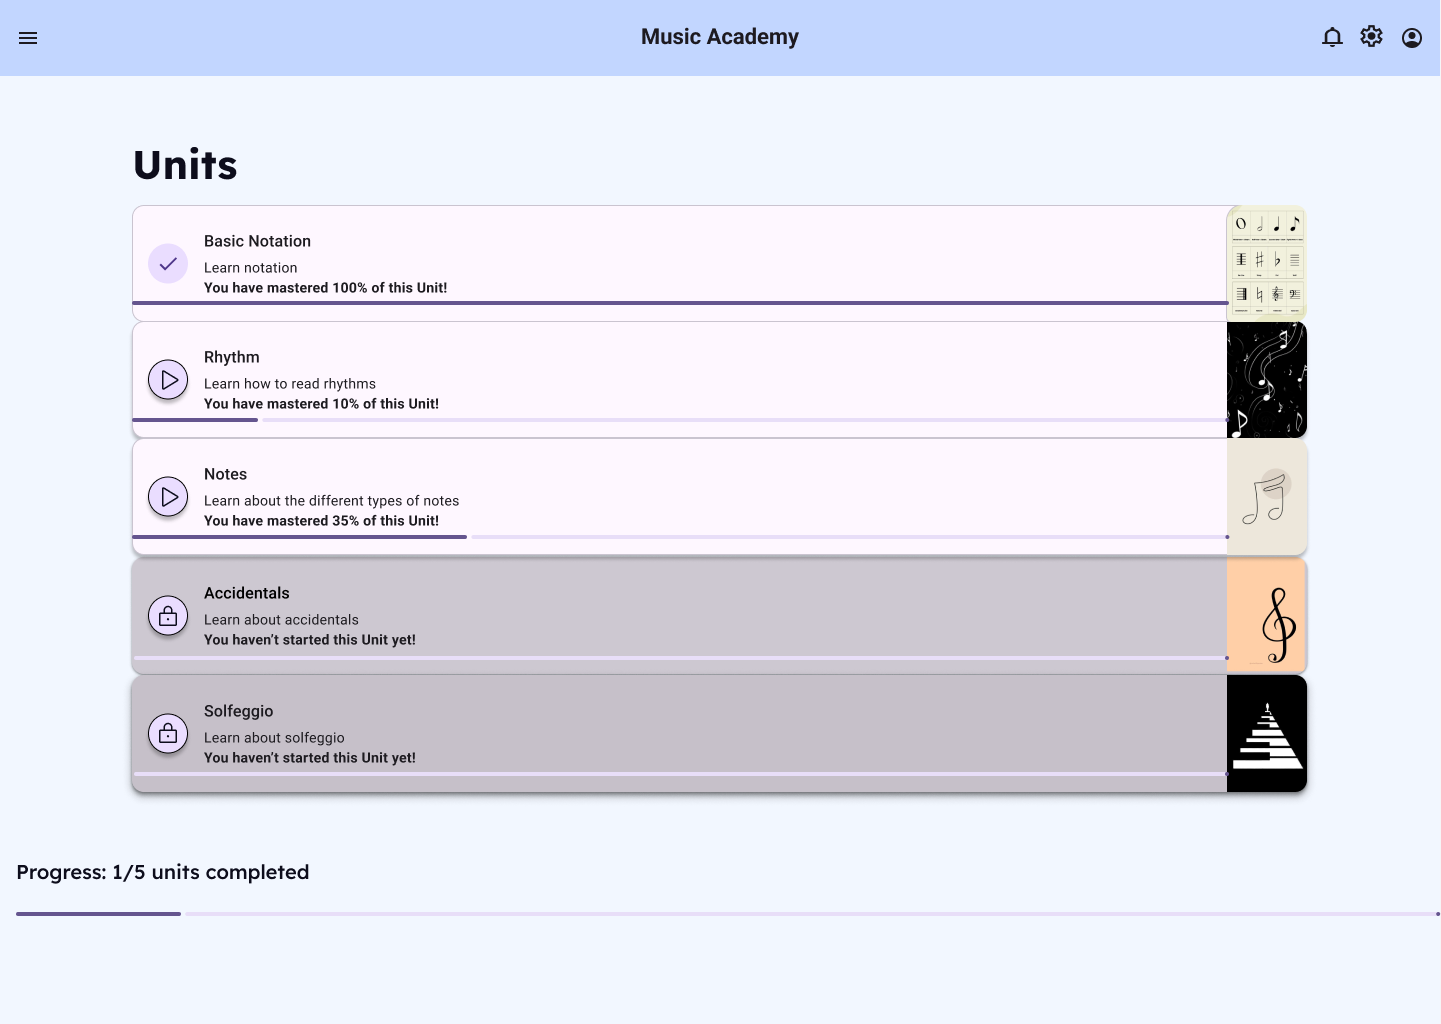 Music Academy
Units
Basic Notation
Learn notation
You have mastered 100% of this Unit!
Rhythm
Learn how to read rhythms
You have mastered 10% of this Unit!
Notes
Learn about the different types of notes
You have mastered 35% of this Unit!
Accidentals
Learn about accidentals
You haven’t started this Unit yet!
Solfeggio
Learn about solfeggio
You haven’t started this Unit yet!
Progress: 1/5 units completed